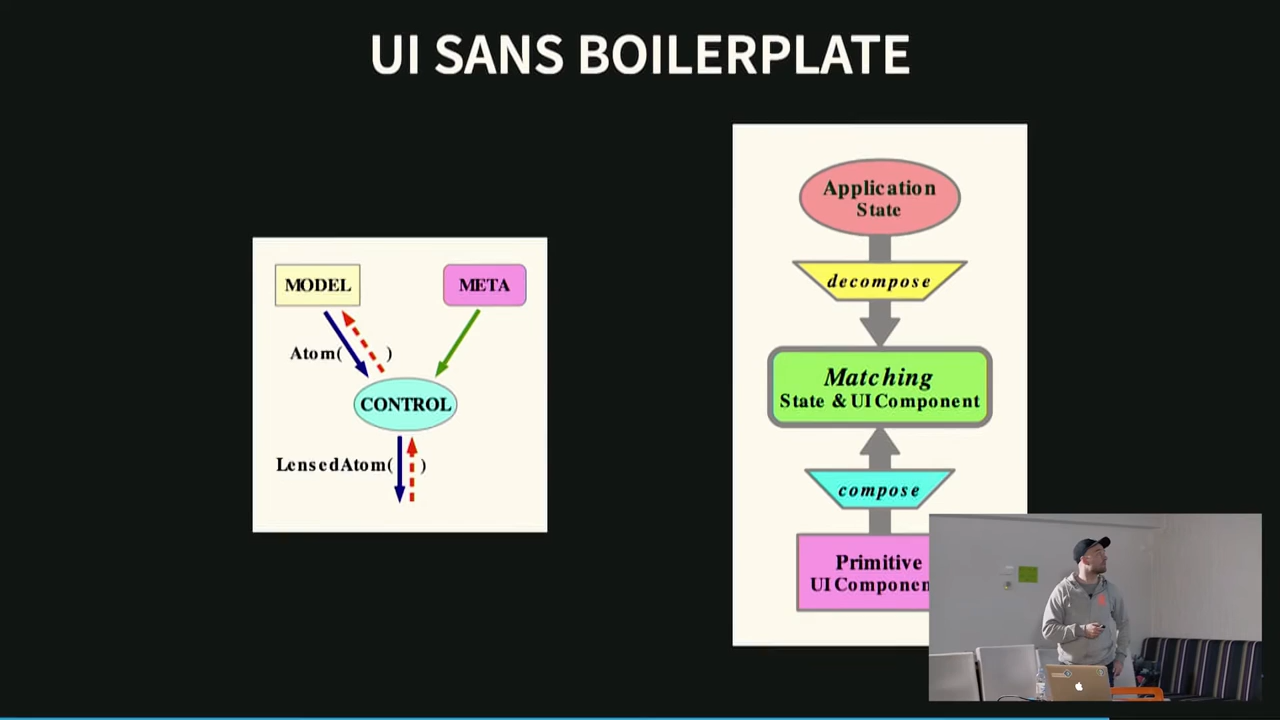 UI SANS BOILERPLATE
MODEL
META
Atom( )
CONTROL
LensedAtom( )
Application
State
decompose
Matching
State & UI Component
compose
Primitive
UI Componen